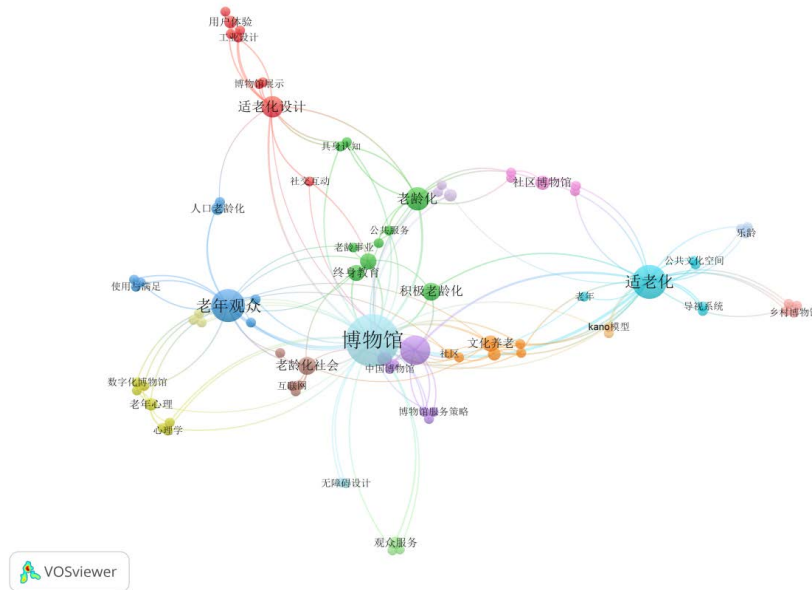 用户体验
工业设计
博物馆展示
适老化设计
具身认知
社交互动
社区博物馆
老龄化
人口老龄化
公共服务
乐龄
老龄事业
公共文化空间
终身教育
适老化
使用与满足
积极老龄化
老年
老年观众
导视系统
乡村博物馆
kano模型
博物馆
文化养老
社区
老龄化社会
中国博物馆
互联网
数字化博物馆
老年心理
博物馆服务策略
心理学
无障碍设计
观众服务
VOSviewer